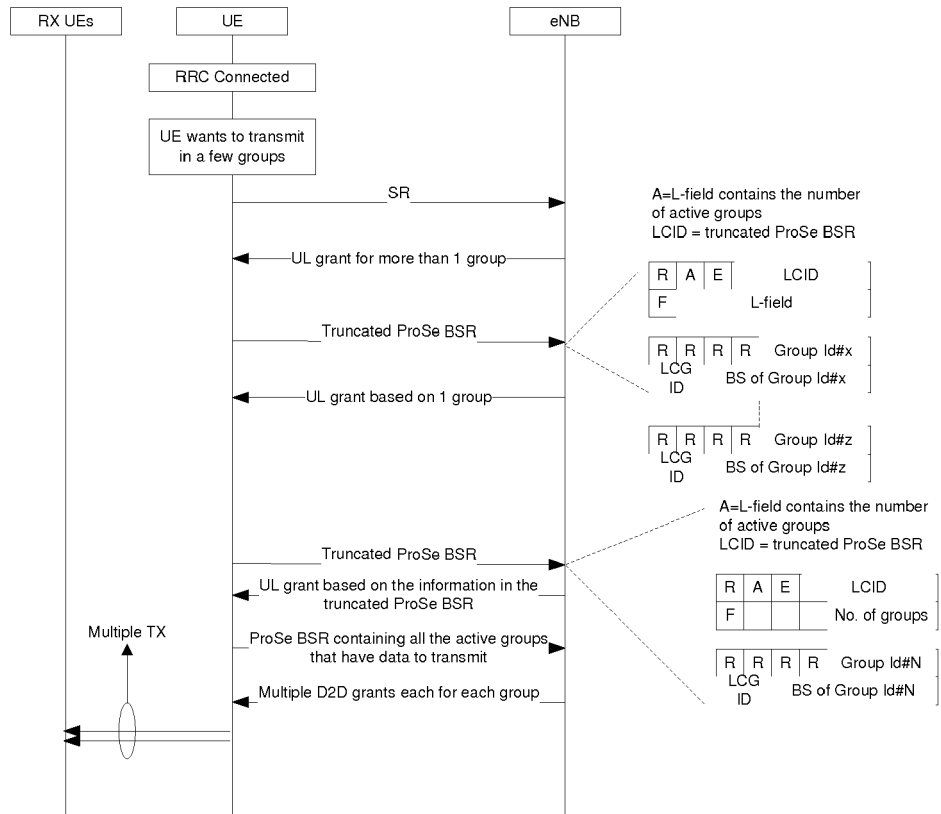 RX UEs
UE
eNB
RRC Connected
UE wants to transmit
in a few groups
SR
A=L-field contains the number
of active groups
LCID = truncated ProSe BSR
UL grant for more than 1 group
R A E LCID
F L-field
Truncated ProSe BSR
R R R R Group Id#x
LCG
ID
BS of Group Id#x
UL grant based on 1 group
R R R R Group Id#z
LCG
ID
BS of Group Id#z
A=L-field contains the number
of active groups
LCID = truncated ProSe BSR
Truncated ProSe BSR
UL grant based on the information in the
truncated ProSe BSR
R A E LCID
F No. of groups
Multiple TX
ProSe BSR containing all the active groups
that have data to transmit
R R R R Group Id#N
LCG
ID
BS of Group Id#N
Multiple D2D grants each for each group